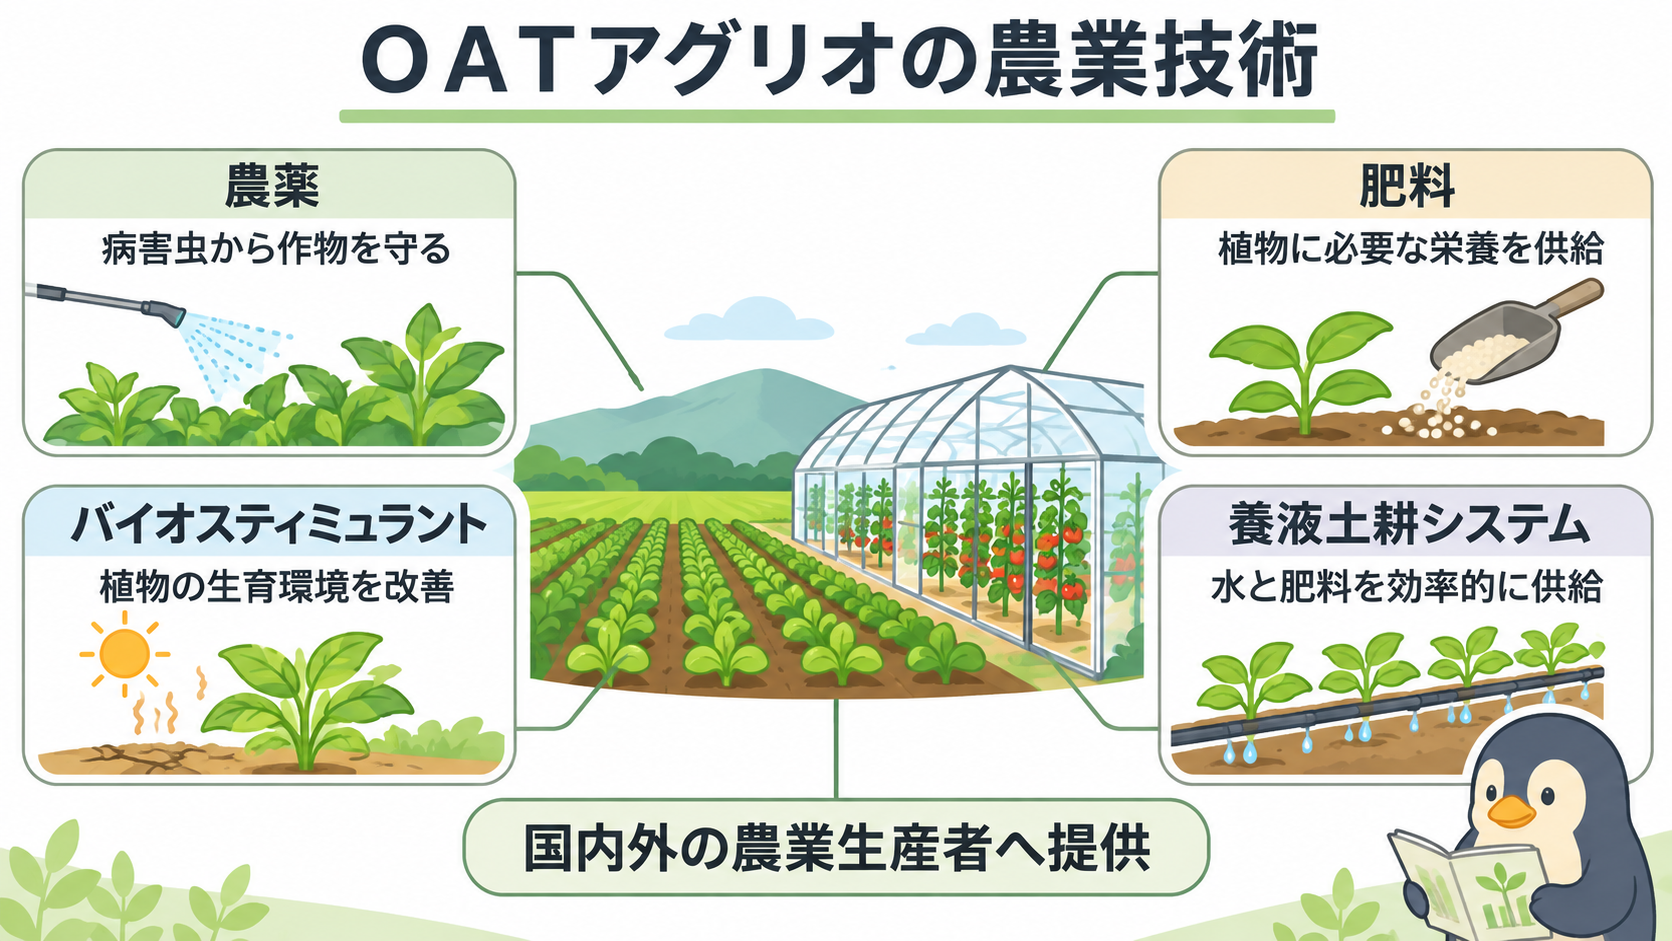 OATアグリオの農業技術
農薬
病害虫から作物を守る
肥料
植物に必要な栄養を供給
バイオスティミュラント
植物の生育環境を改善
養液土耕システム
水と肥料を効率的に供給
国内外の農業生産者へ提供